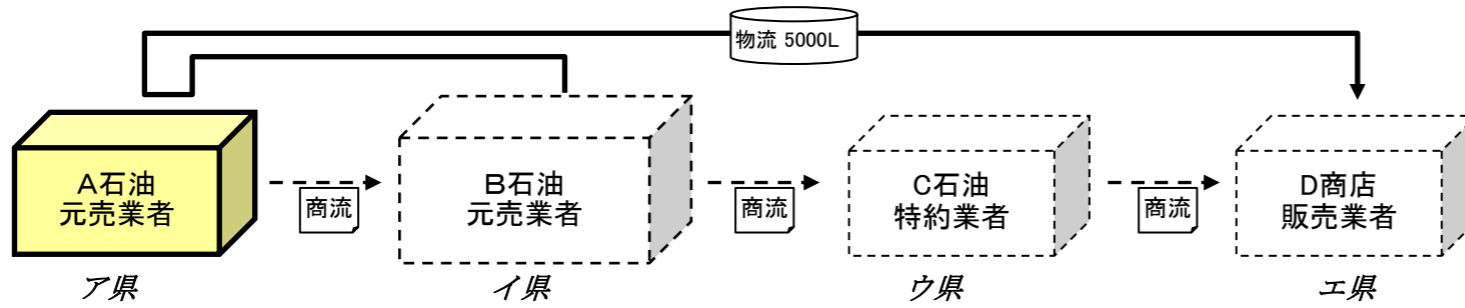 物流 5000L
A石油
元売業者
商流
B石油
元売業者
商流
C石油
特約業者
商流
D商店
販売業者
ア県
イ県
ウ県
エ県